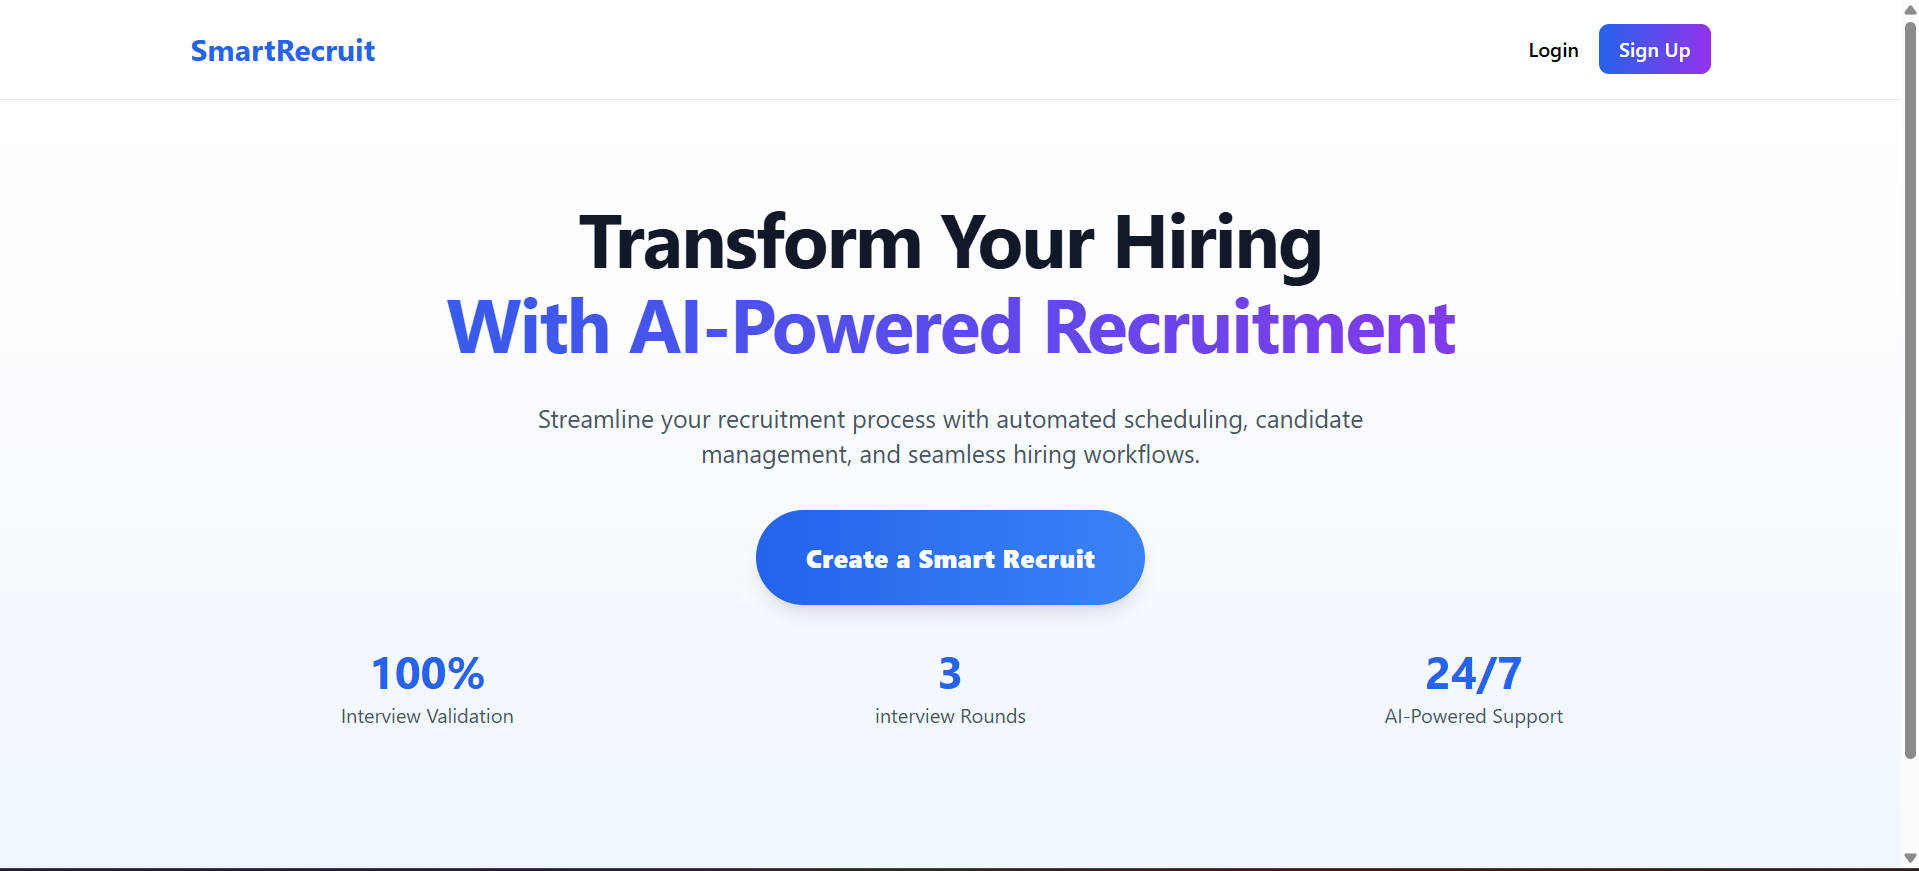 SmartRecruit
Login
Sign Up
Transform Your Hiring
With AI-Powered Recruitment
Streamline your recruitment process with automated scheduling, candidate
management, and seamless hiring workflows.
Create a Smart Recruit
100%
Interview Validation
3
interview Rounds
24/7
AI-Powered Support